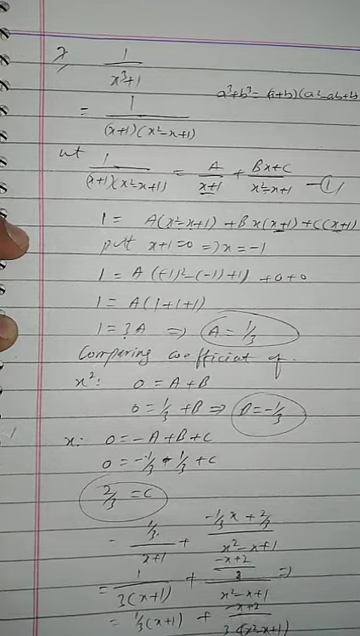 7, 1/(x³+1)
a³+b³ = (a+b)(a²-ab+b
= 1/((x+1)(x²-x+1))
ut 1/((x+1)(x²-x+1)) = A/(x+1) + (Bx+C)/(x²-x+1) —①
1 = A(x²-x+1) + Bx(x+1) + C(x+1)
put x+1=0 => x = -1
1 = A((-1)²-(-1)+1) + 0 + 0
1 = A(1+1+1)
1 = 3A => A = 1/3
Comparing coefficient of.
x²: 0 = A+B
0 = 1/3 + B => B = -1/3
x: 0 = -A+B+C
0 = -1/3 + 1/3 + C
2/3 = C
= (1/3)/(x+1) + (-1/3x + 2/3)/(x²-x+1)
= 1/(3(x+1)) + ((-x+2)/3)/(x²-x+1) =>
= 1/3(x+1) + (-x+2)/(3(x²-x+1)